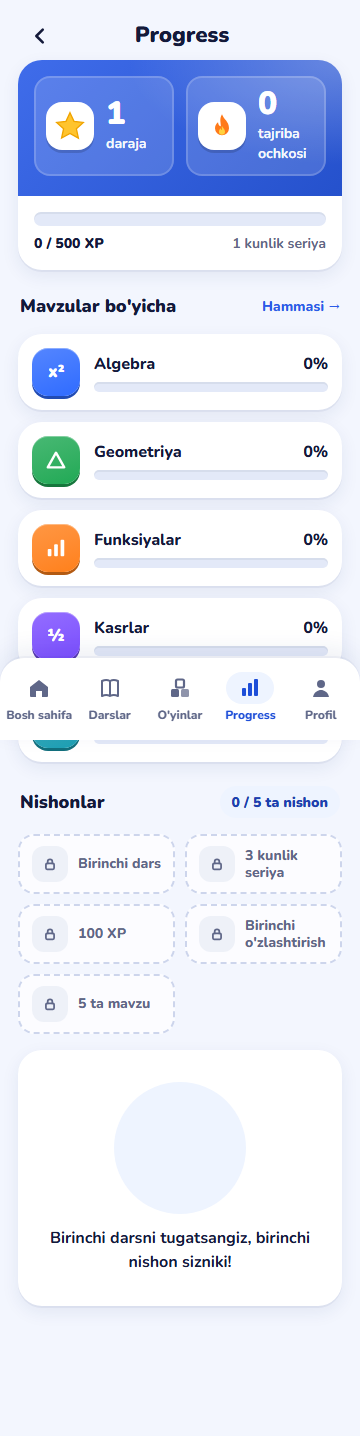 Progress
1
daraja
0
tajriba
ochkosi
0 / 500 XP
1 kunlik seriya
Mavzular bo'yicha
Hammasi →
x²
Algebra
0%
Geometriya
0%
Funksiyalar
0%
½
Kasrlar
0%
Bosh sahifa
Darslar
O'yinlar
Progress
Profil
Nishonlar
0 / 5 ta nishon
Birinchi dars
3 kunlik
seriya
100 XP
Birinchi
o'zlashtirish
5 ta mavzu
Birinchi darsni tugatsangiz, birinchi
nishon sizniki!